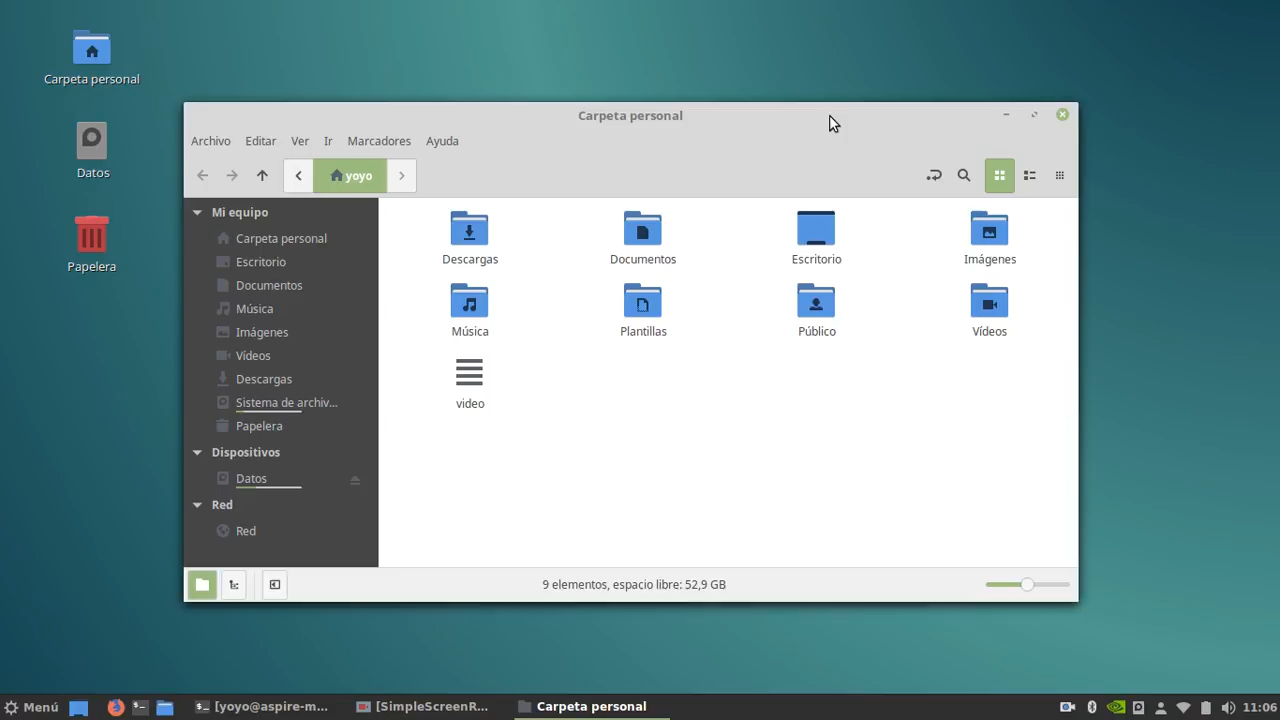 Carpeta personal
Datos
Papelera
Carpeta personal
Archivo Editar Ver Ir Marcadores Ayuda
yoyo
Mi equipo
Carpeta personal
Escritorio
Documentos
Música
Imágenes
Vídeos
Descargas
Sistema de archiv...
Papelera
Dispositivos
Datos
Red
Red
Descargas Documentos Escritorio Imágenes
Música Plantillas Público Vídeos
video
9 elementos, espacio libre: 52,9 GB
Menú [yoyo@aspire-m... [SimpleScreenR... Carpeta personal 11:06